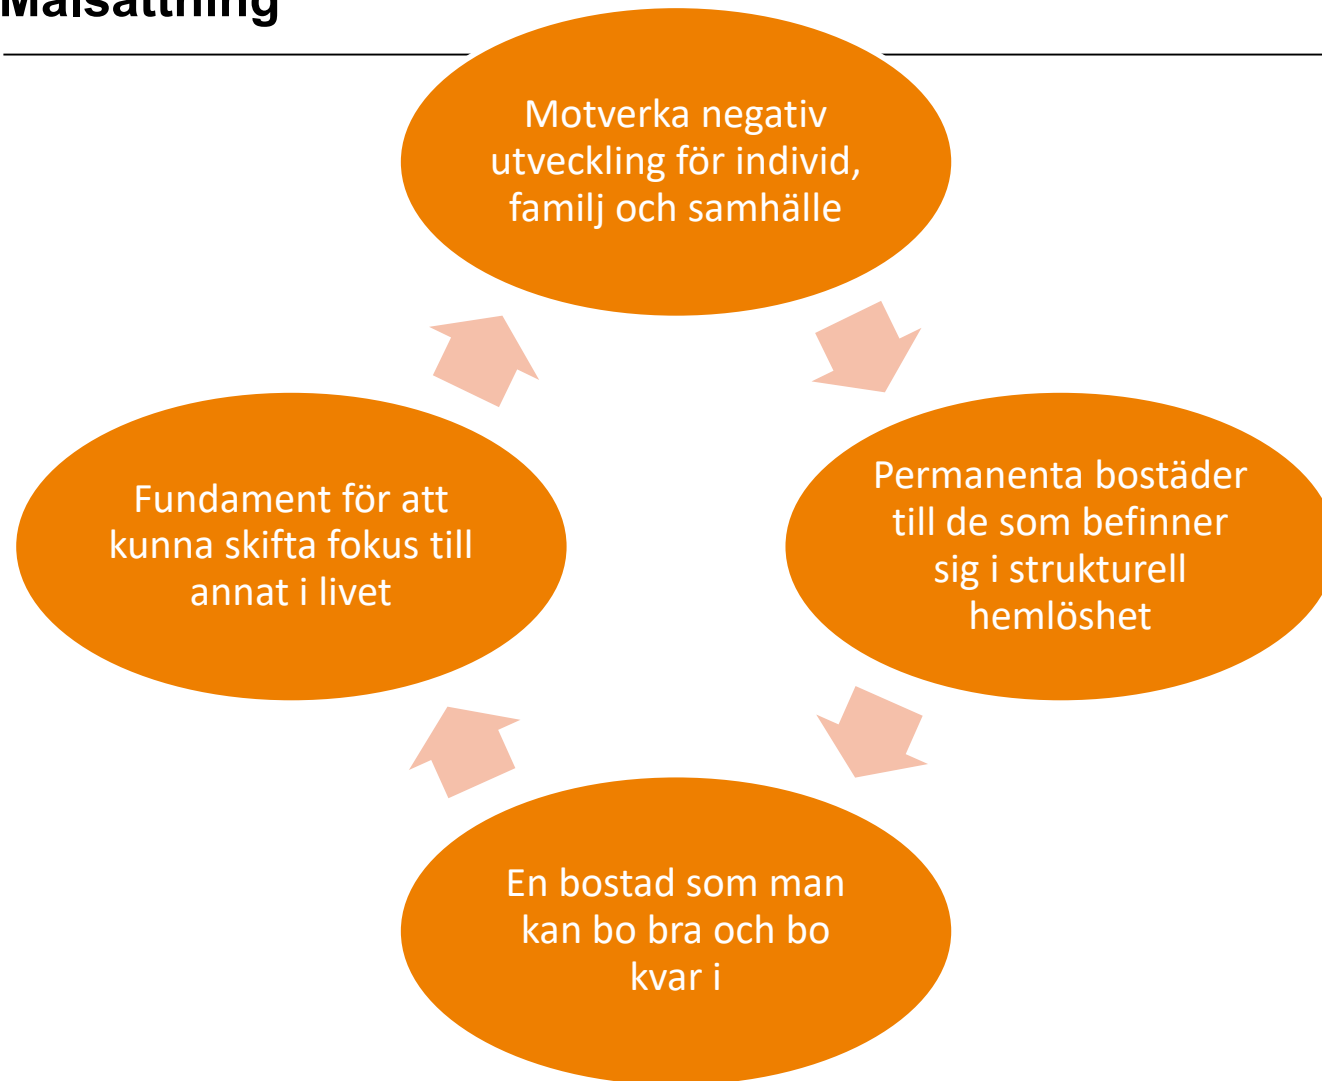 Målsättning
Motverka negativ
utveckling för individ,
familj och samhälle
Permanenta bostäder
till de som befinner
sig i strukturell
hemlöshet
En bostad som man
kan bo bra och bo
kvar i
Fundament för att
kunna skifta fokus till
annat i livet